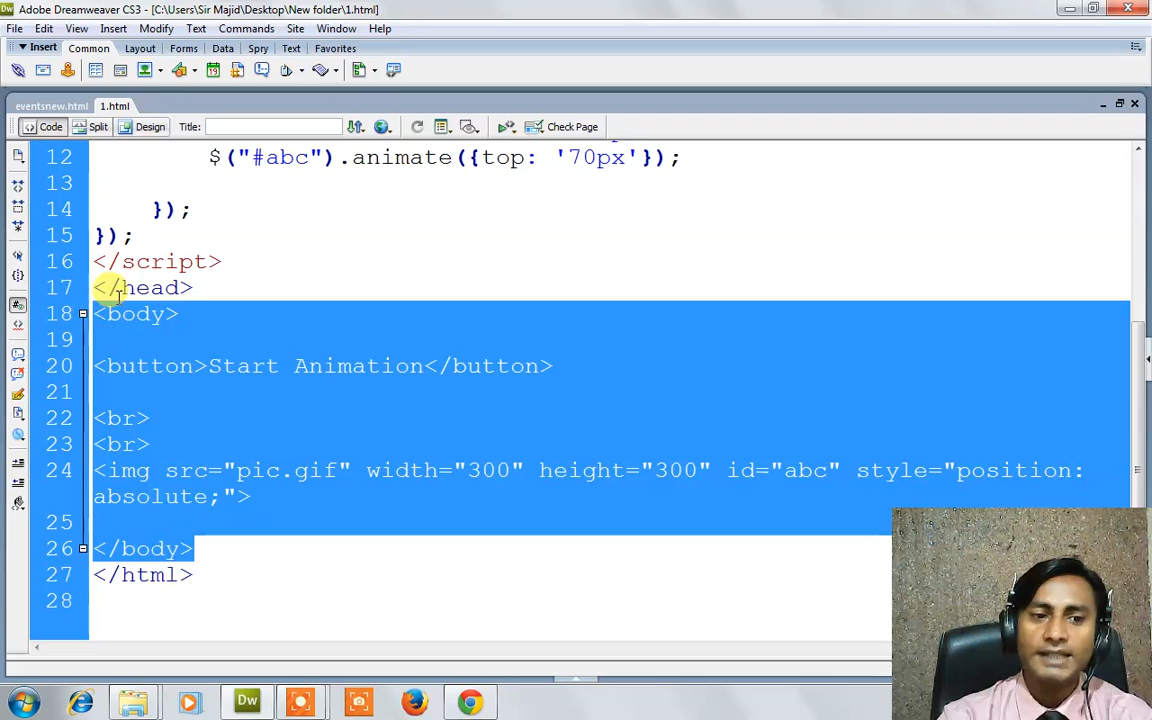 Adobe Dreamweaver CS3 - [C:\Users\Sir Majid\Desktop\New folder\1.html]
File Edit View Insert Modify Text Commands Site Window Help
Insert Common Layout Forms Data Spry Text Favorites
eventsnew.html 1.html
Code Split Design Title: Check Page
12 $("#abc").animate({top: '70px'});
13
14 });
15 });
16 </script>
17 </head>
18 <body>
19
20 <button>Start Animation</button>
21
22 <br>
23 <br>
24 <img src="pic.gif" width="300" height="300" id="abc" style="position:
absolute;">
25
26 </body>
27 </html>
28
Dw